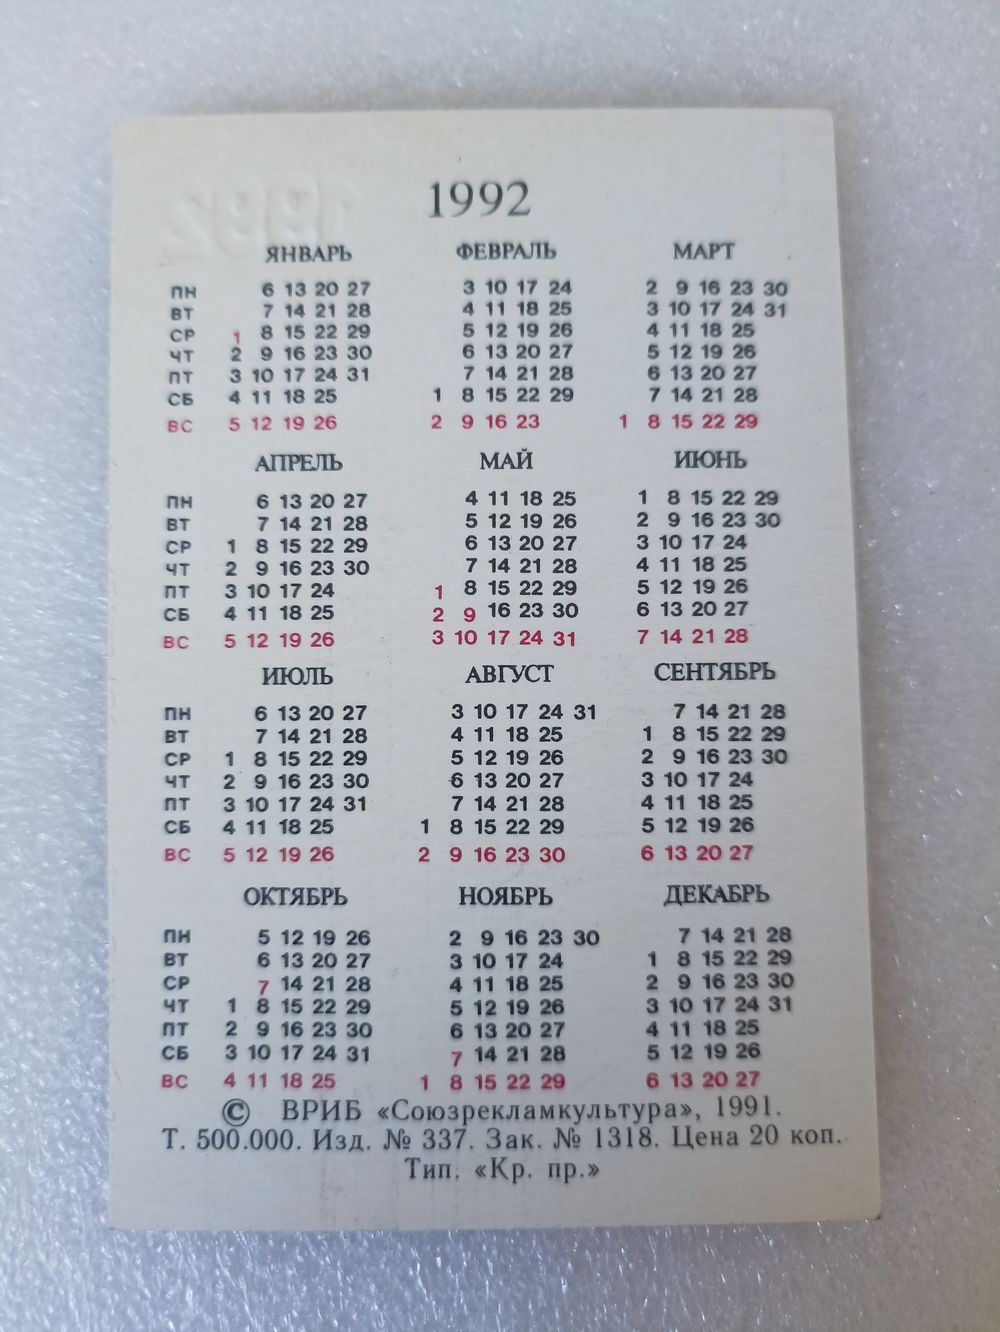 1992
ЯНВАРЬ ФЕВРАЛЬ МАРТ
ПН 6 13 20 27 3 10 17 24 2 9 16 23 30
ВТ 7 14 21 28 4 11 18 25 3 10 17 24 31
СР 1 8 15 22 29 5 12 19 26 4 11 18 25
ЧТ 2 9 16 23 30 6 13 20 27 5 12 19 26
ПТ 3 10 17 24 31 7 14 21 28 6 13 20 27
СБ 4 11 18 25 1 8 15 22 29 7 14 21 28
ВС 5 12 19 26 2 9 16 23 1 8 15 22 29
АПРЕЛЬ МАЙ ИЮНЬ
ПН 6 13 20 27 4 11 18 25 1 8 15 22 29
ВТ 7 14 21 28 5 12 19 26 2 9 16 23 30
СР 1 8 15 22 29 6 13 20 27 3 10 17 24
ЧТ 2 9 16 23 30 7 14 21 28 4 11 18 25
ПТ 3 10 17 24 1 8 15 22 29 5 12 19 26
СБ 4 11 18 25 2 9 16 23 30 6 13 20 27
ВС 5 12 19 26 3 10 17 24 31 7 14 21 28
ИЮЛЬ АВГУСТ СЕНТЯБРЬ
ПН 6 13 20 27 3 10 17 24 31 7 14 21 28
ВТ 7 14 21 28 4 11 18 25 1 8 15 22 29
СР 1 8 15 22 29 5 12 19 26 2 9 16 23 30
ЧТ 2 9 16 23 30 6 13 20 27 3 10 17 24
ПТ 3 10 17 24 31 7 14 21 28 4 11 18 25
СБ 4 11 18 25 1 8 15 22 29 5 12 19 26
ВС 5 12 19 26 2 9 16 23 30 6 13 20 27
ОКТЯБРЬ НОЯБРЬ ДЕКАБРЬ
ПН 5 12 19 26 2 9 16 23 30 7 14 21 28
ВТ 6 13 20 27 3 10 17 24 1 8 15 22 29
СР 7 14 21 28 4 11 18 25 2 9 16 23 30
ЧТ 1 8 15 22 29 5 12 19 26 3 10 17 24 31
ПТ 2 9 16 23 30 6 13 20 27 4 11 18 25
СБ 3 10 17 24 31 7 14 21 28 5 12 19 26
ВС 4 11 18 25 1 8 15 22 29 6 13 20 27
© ВРИБ «Союзрекламкультура», 1991.
Т. 500.000. Изд. № 337. Зак. № 1318. Цена 20 коп.
Тип. «Кр. пр.»